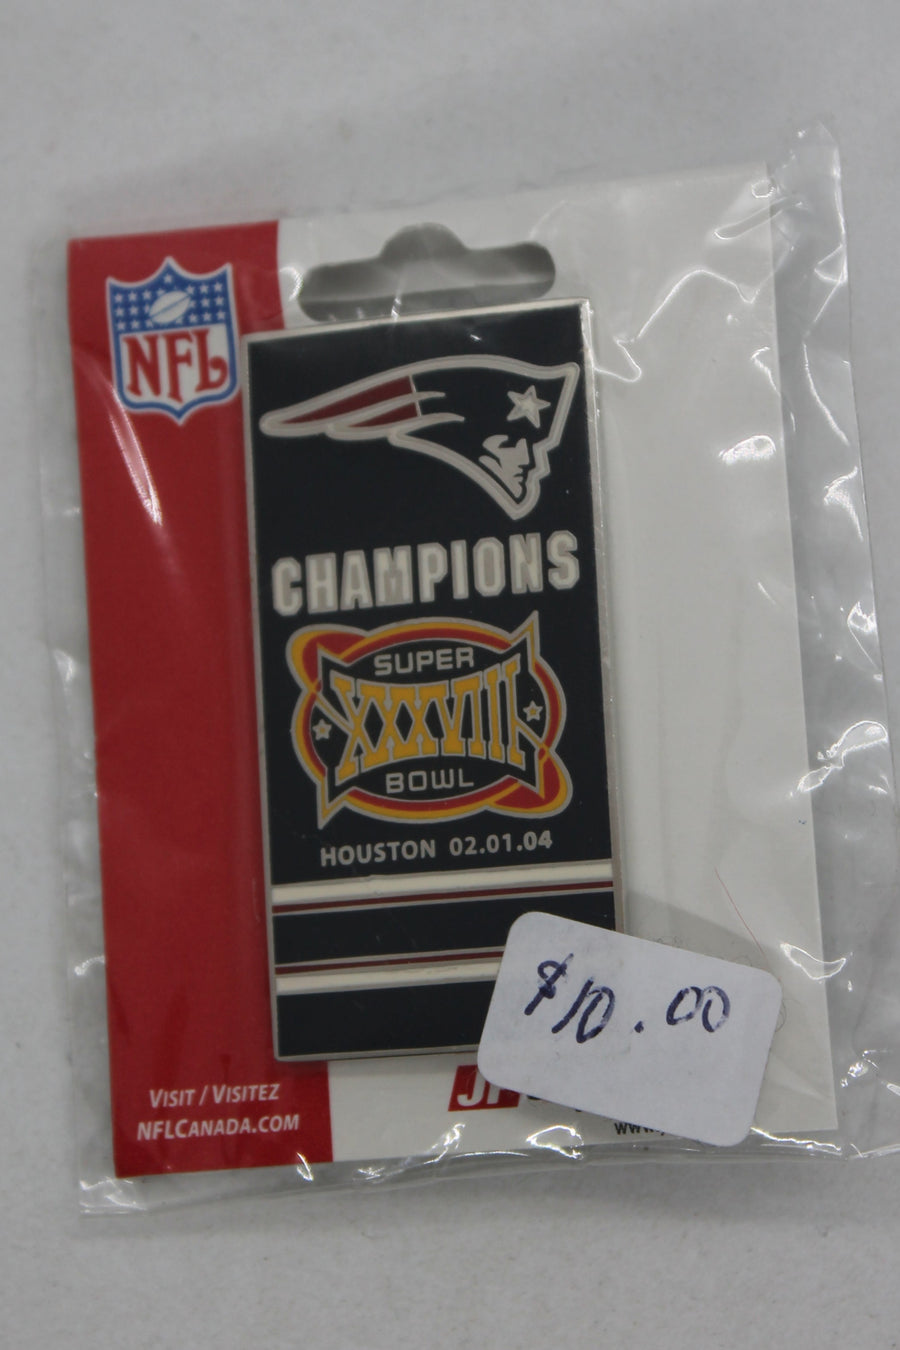 NFL
CHAMPIONS
SUPER
XXXVIII
BOWL
HOUSTON 02.01.04
$10.00
VISIT / VISITEZ
NFLCANADA.COM